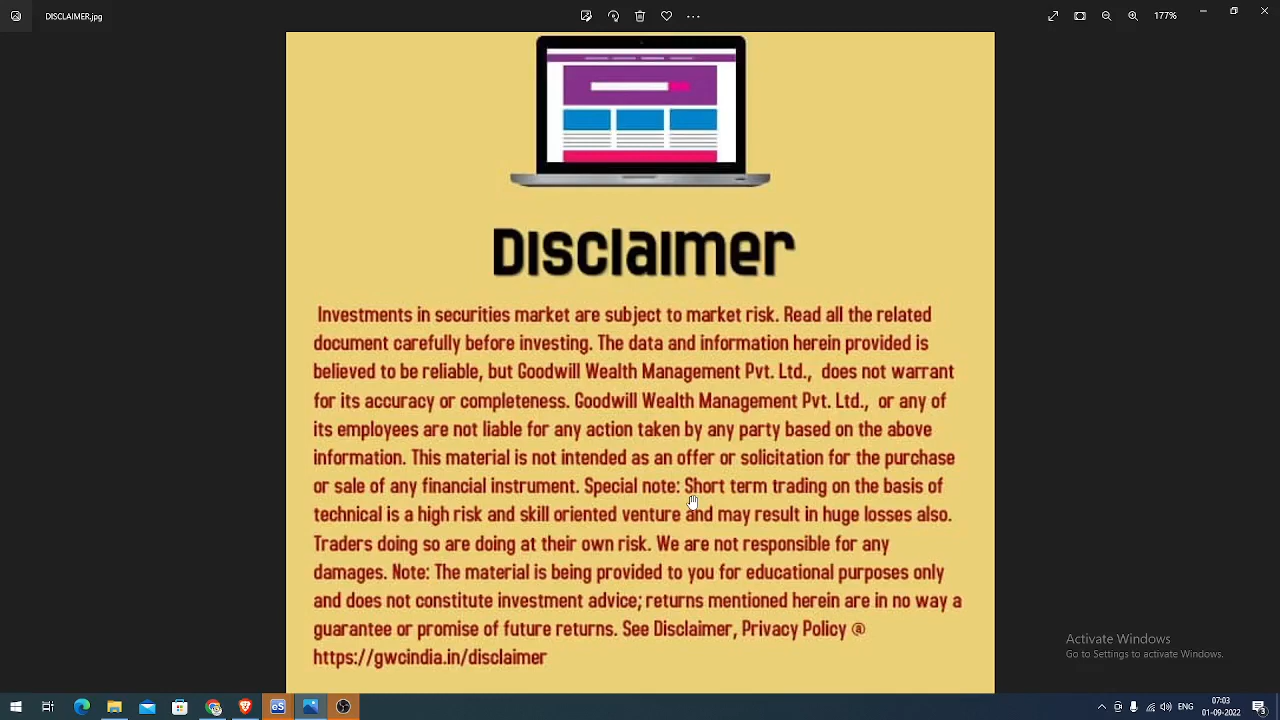 DISCLAIMER.jpg
177%
Disclaimer
Investments in securities market are subject to market risk. Read all the related
document carefully before investing. The data and information herein provided is
believed to be reliable, but Goodwill Wealth Management Pvt. Ltd.,  does not warrant
for its accuracy or completeness. Goodwill Wealth Management Pvt. Ltd.,  or any of
its employees are not liable for any action taken by any party based on the above
information. This material is not intended as an offer or solicitation for the purchase
or sale of any financial instrument. Special note: Short term trading on the basis of
technical is a high risk and skill oriented venture and may result in huge losses also.
Traders doing so are doing at their own risk. We are not responsible for any
damages. Note: The material is being provided to you for educational purposes only
and does not constitute investment advice; returns mentioned herein are in no way a
guarantee or promise of future returns. See Disclaimer, Privacy Policy @
https://gwcindia.in/disclaimer
Activate Windows
Go to Settings to activate Windows.
eS
ENG
07:03
01-09-2022